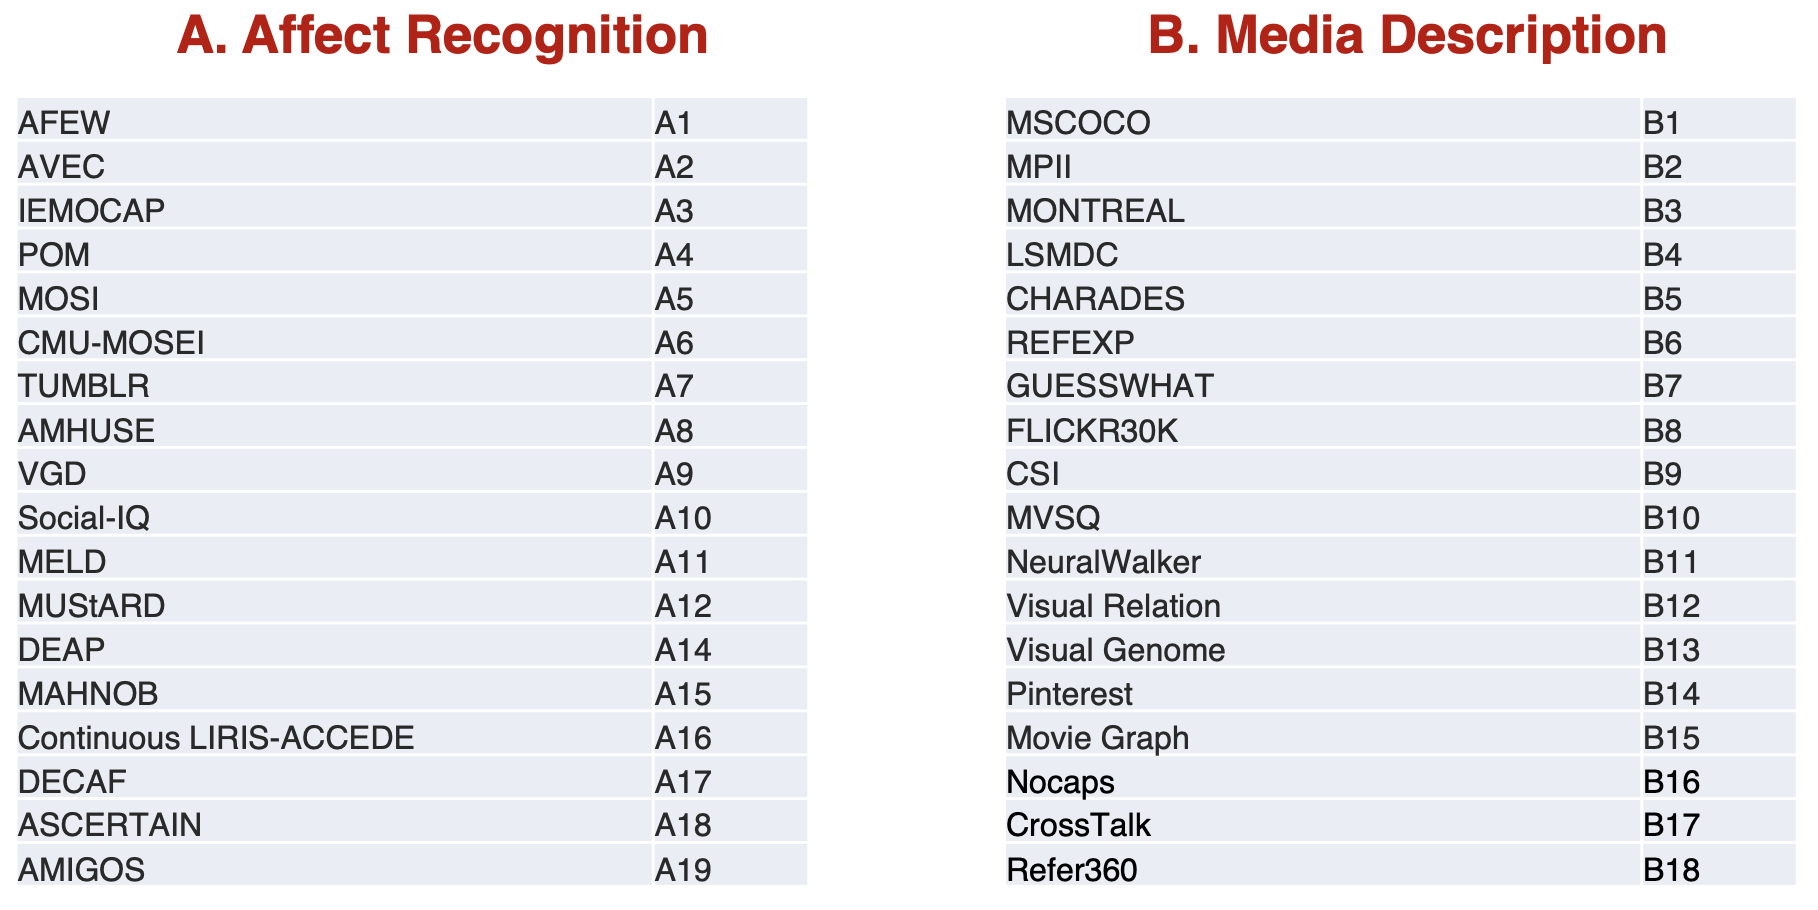 A. Affect Recognition
AFEW A1
AVEC A2
IEMOCAP A3
POM A4
MOSI A5
CMU-MOSEI A6
TUMBLR A7
AMHUSE A8
VGD A9
Social-IQ A10
MELD A11
MUStARD A12
DEAP A14
MAHNOB A15
Continuous LIRIS-ACCEDE A16
DECAF A17
ASCERTAIN A18
AMIGOS A19
B. Media Description
MSCOCO B1
MPII B2
MONTREAL B3
LSMDC B4
CHARADES B5
REFEXP B6
GUESSWHAT B7
FLICKR30K B8
CSI B9
MVSQ B10
NeuralWalker B11
Visual Relation B12
Visual Genome B13
Pinterest B14
Movie Graph B15
Nocaps B16
CrossTalk B17
Refer360 B18